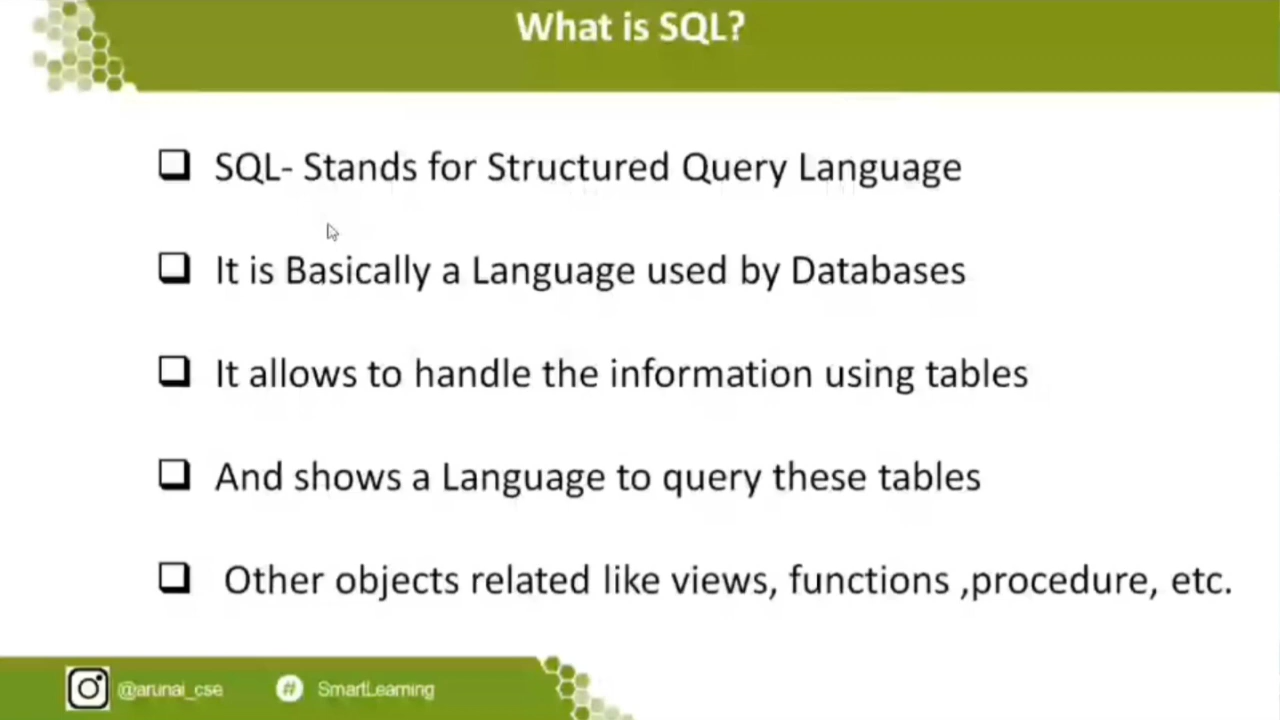 What is SQL?
SQL- Stands for Structured Query Language
It is Basically a Language used by Databases
It allows to handle the information using tables
And shows a Language to query these tables
Other objects related like views, functions ,procedure, etc.
@arunai_cse # SmartLearning